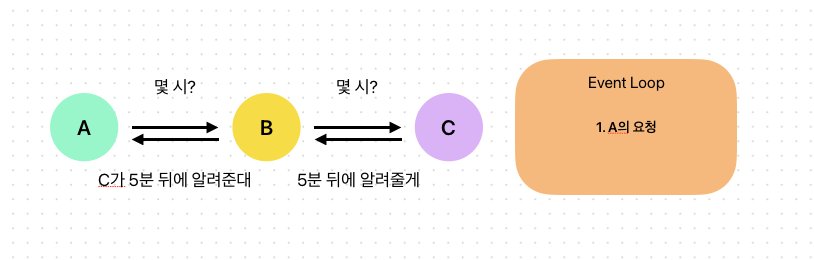 몇 시?
몇 시?
A
B
C
C가 5분 뒤에 알려준대
5분 뒤에 알려줄게
Event Loop
1. A의 요청